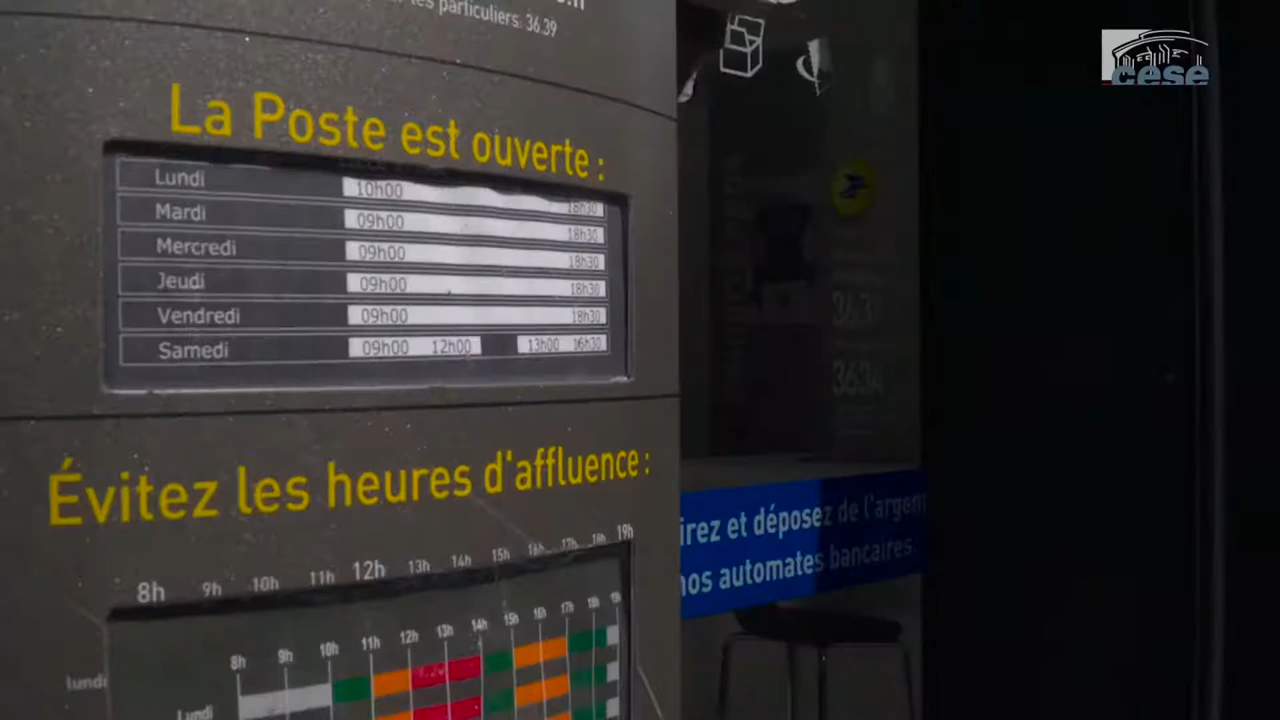 les particuliers. 36.39
cese
La Poste est ouverte :
Lundi 10h00 18h30
Mardi 09h00 18h30
Mercredi 09h00 18h30
Jeudi 09h00 18h30
Vendredi 09h00 18h30
Samedi 09h00 12h00 13h00 16h30
3631
3634
Évitez les heures d'affluence :
irez et déposez de l'argen
nos automates bancaires.
8h 9h 10h 11h 12h 13h 14h 15h 16h 17h 18h 19h
8h 9h 10h 11h 12h 13h 14h 15h 16h 17h 18h 19h
lundi
Lundi